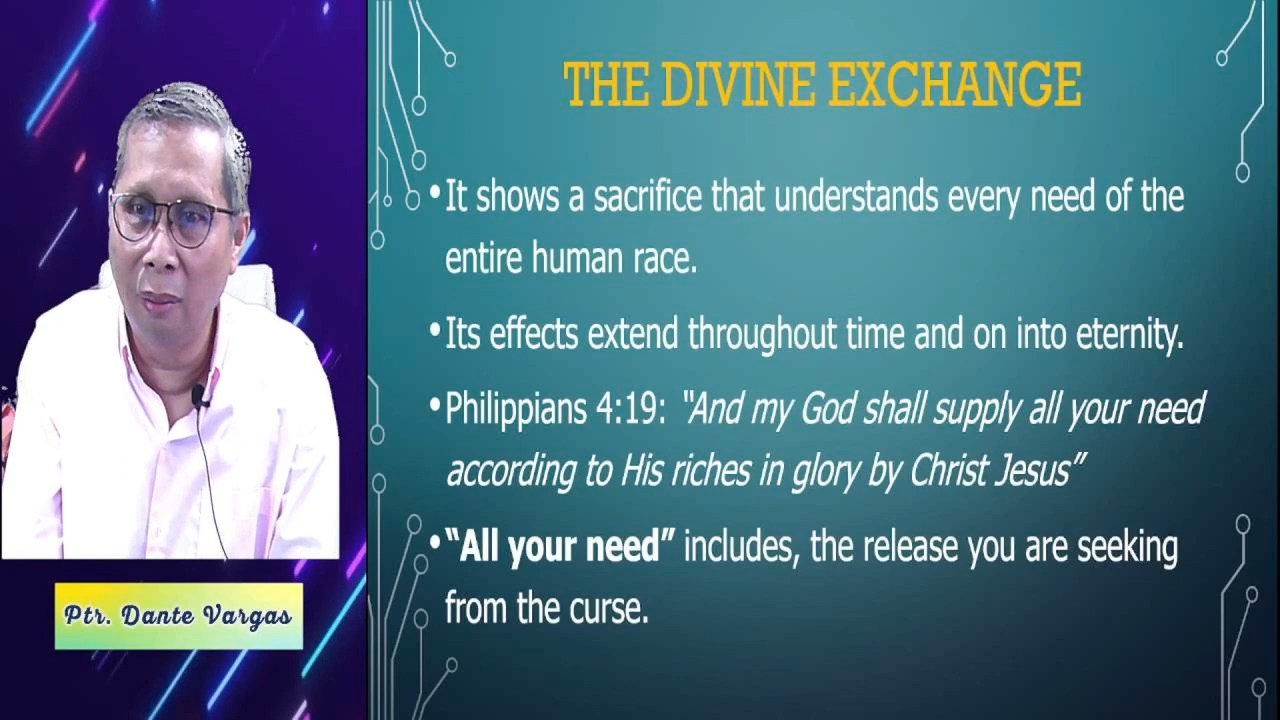 THE DIVINE EXCHANGE
• It shows a sacrifice that understands every need of the
entire human race.
• Its effects extend throughout time and on into eternity.
• Philippians 4:19: “And my God shall supply all your need
according to His riches in glory by Christ Jesus”
• “All your need” includes, the release you are seeking
from the curse.
Ptr. Dante Vargas